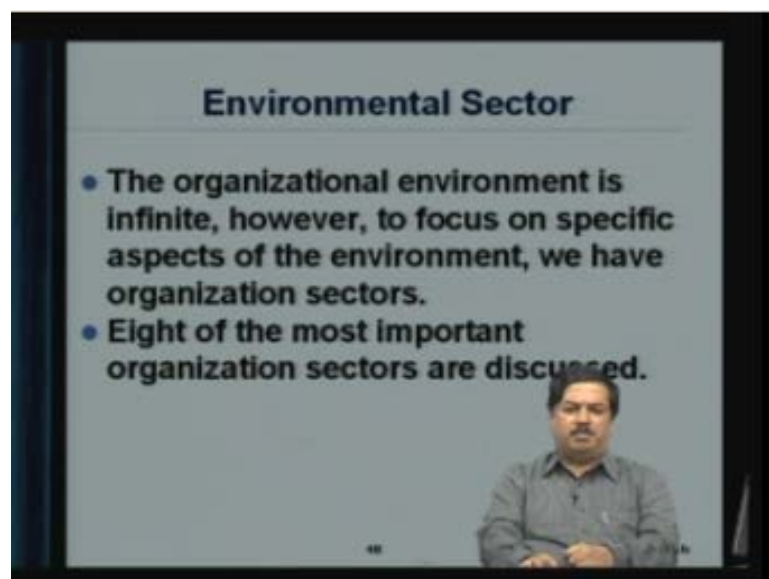 Environmental Sector
• The organizational environment is
infinite, however, to focus on specific
aspects of the environment, we have
organization sectors.
• Eight of the most important
organization sectors are discussed.